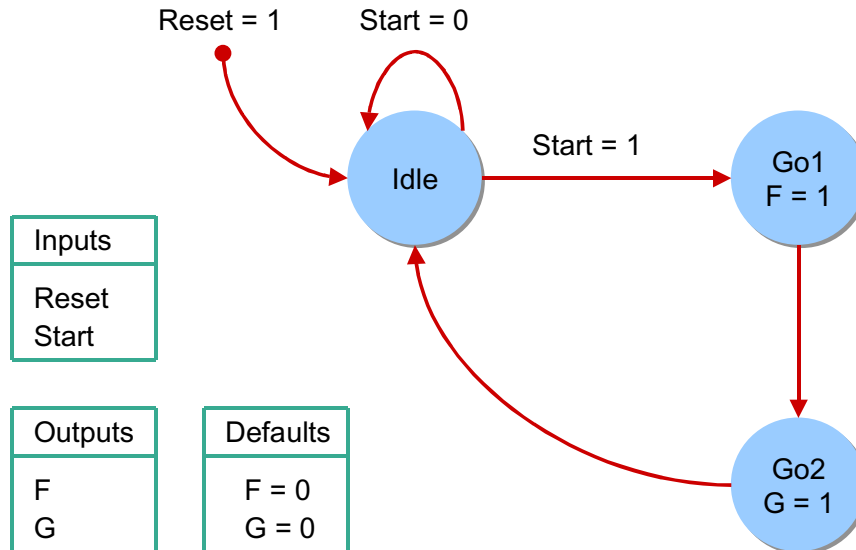 Reset = 1
Start = 0
Start = 1
Idle
Go1
F = 1
Inputs
Reset
Start
Outputs
F
G
Defaults
F = 0
G = 0
Go2
G = 1